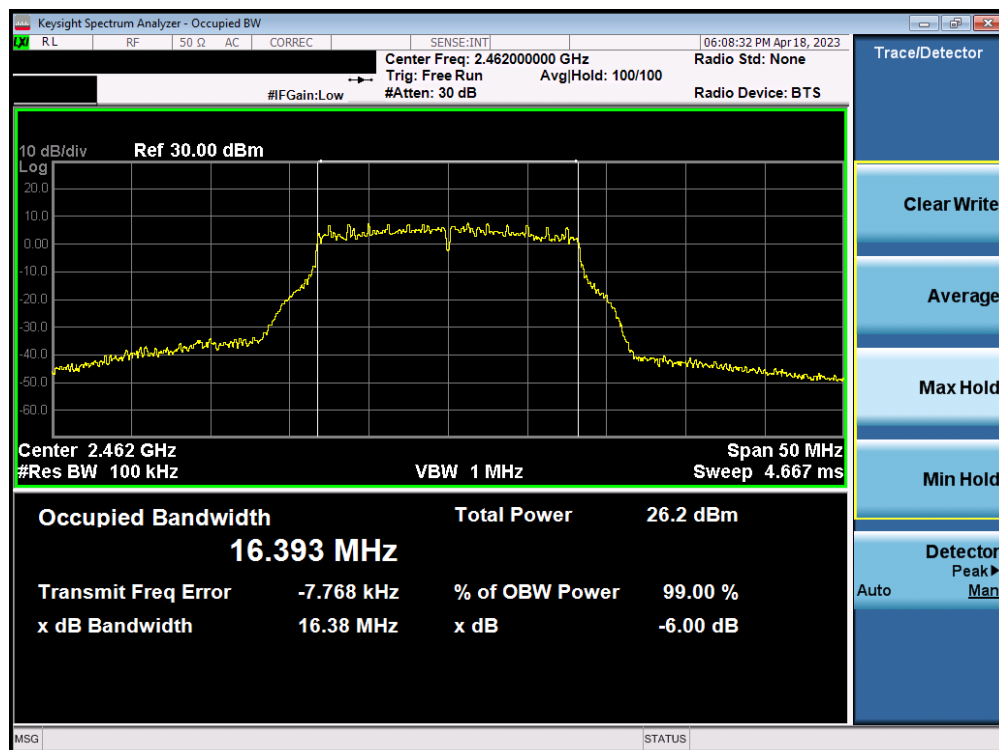 Keysight Spectrum Analyzer - Occupied BW
LXI RL RF 50 Ω AC CORREC SENSE:INT 06:08:32 PM Apr 18, 2023
Center Freq: 2.462000000 GHz Radio Std: None
Trig: Free Run Avg|Hold: 100/100
#IFGain:Low #Atten: 30 dB Radio Device: BTS
Trace/Detector
10 dB/div Ref 30.00 dBm
Log
20.0
10.0
0.00
-10.0
-20.0
-30.0
-40.0
-50.0
-60.0
Center 2.462 GHz Span 50 MHz
#Res BW 100 kHz VBW 1 MHz Sweep 4.667 ms
Occupied Bandwidth Total Power 26.2 dBm
16.393 MHz
Transmit Freq Error -7.768 kHz % of OBW Power 99.00 %
x dB Bandwidth 16.38 MHz x dB -6.00 dB
Clear Write
Average
Max Hold
Min Hold
Detector
Peak▶
Auto Man
MSG STATUS